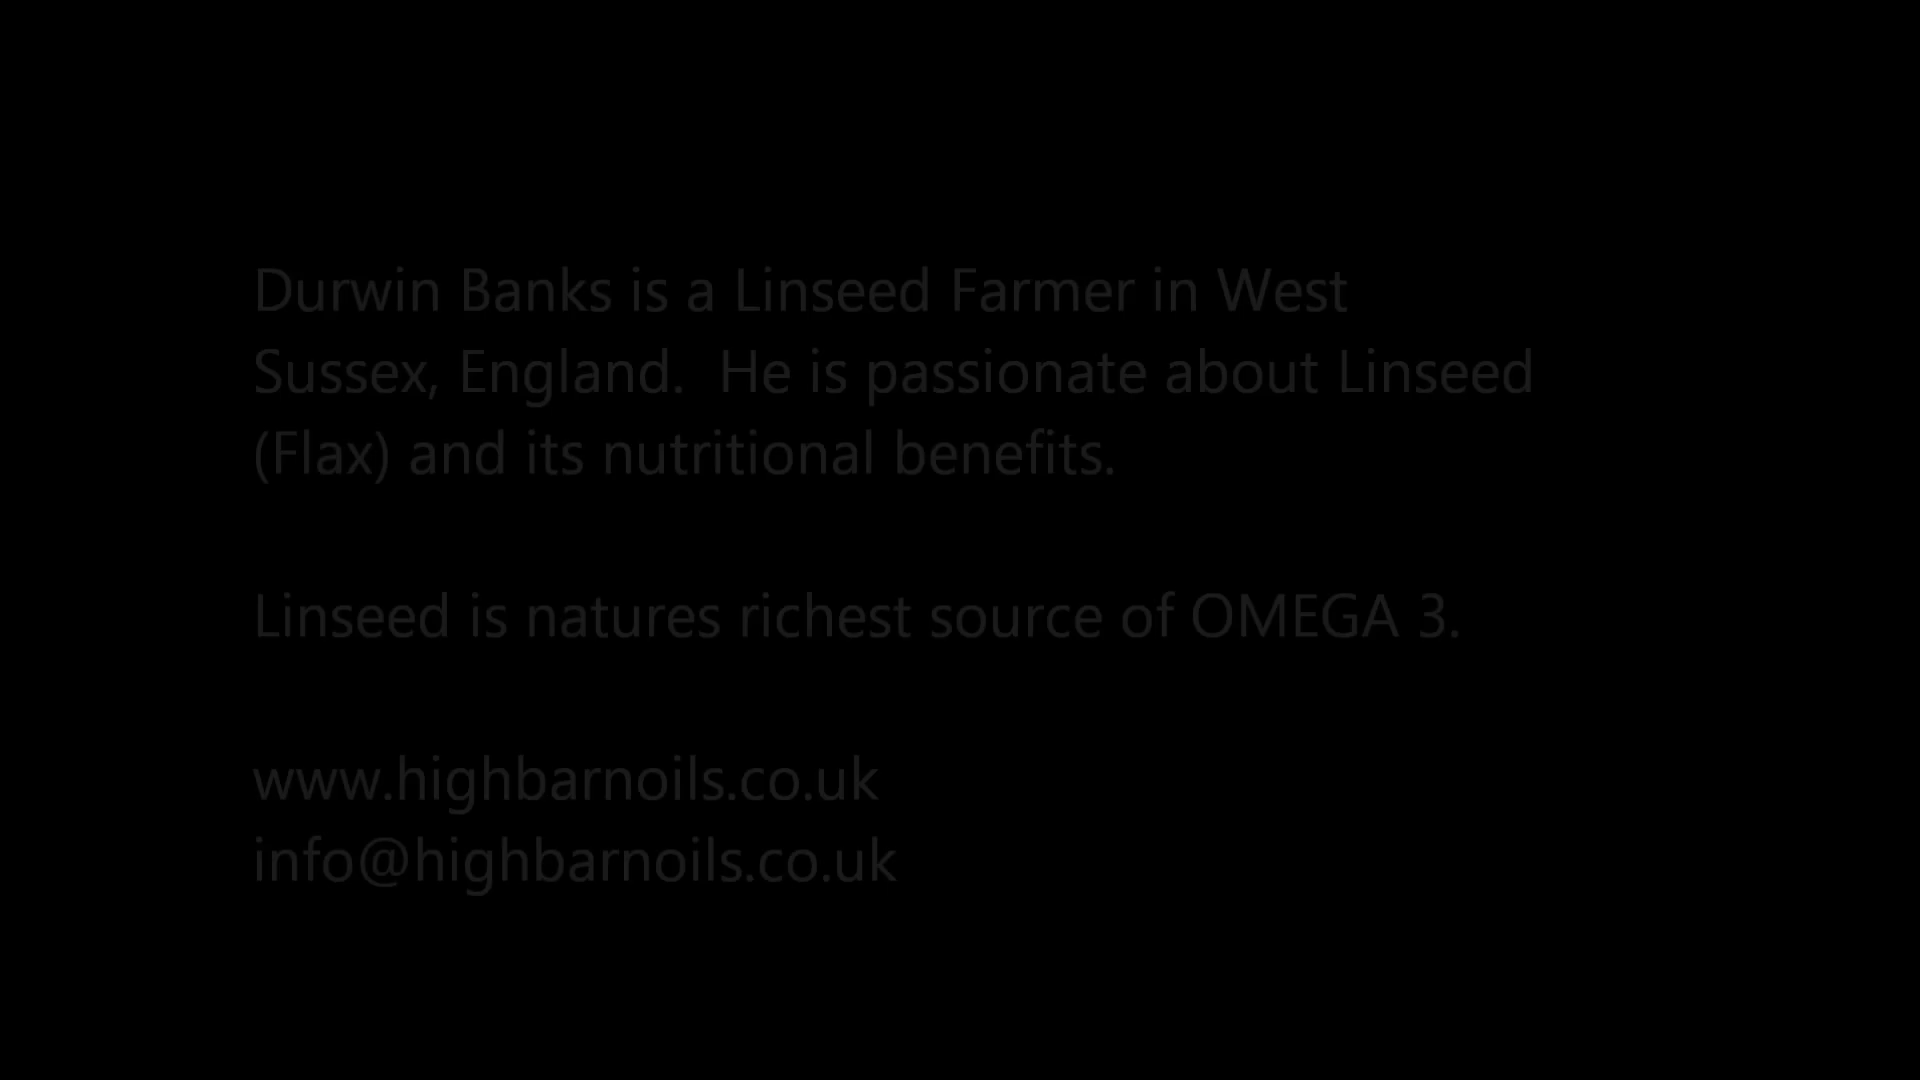 Durwin Banks is a Linseed Farmer in West
Sussex, England.  He is passionate about Linseed
(Flax) and its nutritional benefits.
Linseed is natures richest source of OMEGA 3.
www.highbarnoils.co.uk
info@highbarnoils.co.uk